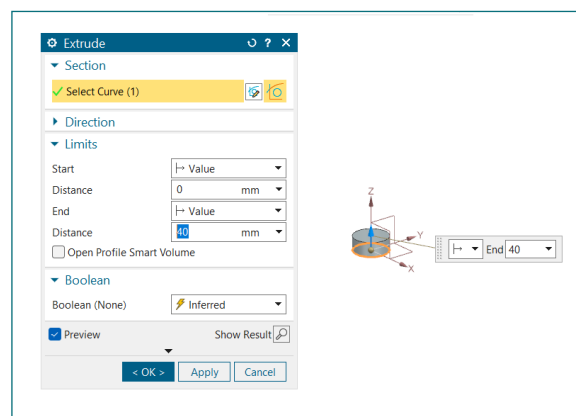 Extrude
Section
Select Curve (1)
Direction
Limits
Start Value
Distance 0 mm
End Value
Distance 40 mm
Open Profile Smart Volume
Boolean
Boolean (None) Inferred
Preview Show Result
< OK > Apply Cancel
Z
Y
X
End 40